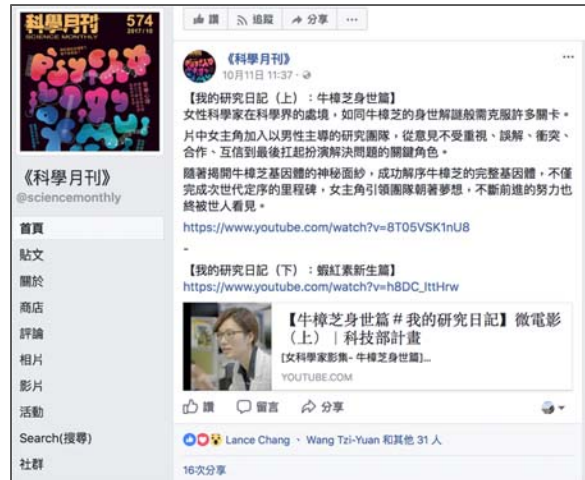 科學月刊
574
SCIENCE MONTHLY
2017/10
《科學月刊》
@sciencemonthly
首頁
貼文
關於
商店
評論
相片
影片
活動
Search(搜尋)
社群
讚 追蹤 分享 ...
《科學月刊》
10月11日 11:37 ·
【我的研究日記（上）：牛樟芝身世篇】
女性科學家在科學界的處境，如同牛樟芝的身世解謎般需克服許多關卡。
片中女主角加入以男性主導的研究團隊，從意見不受重視、誤解、衝突、
合作、互信到最後扛起扮演解決問題的關鍵角色。
隨著揭開牛樟芝基因體的神秘面紗，成功解序牛樟芝的完整基因體，不僅
完成次世代定序的里程碑，女主角引領團隊朝著夢想，不斷前進的努力也
終被世人看見。
https://www.youtube.com/watch?v=8T05VSK1nU8
-
【我的研究日記（下）：蝦紅素新生篇】
https://www.youtube.com/watch?v=h8DC_IttHrw
【牛樟芝身世篇＃我的研究日記】微電影
（上）｜科技部計畫
[女科學家影集- 牛樟芝身世篇]...
YOUTUBE.COM
讚 留言 分享
Lance Chang 、 Wang Tzi-Yuan 和其他 31 人
16次分享